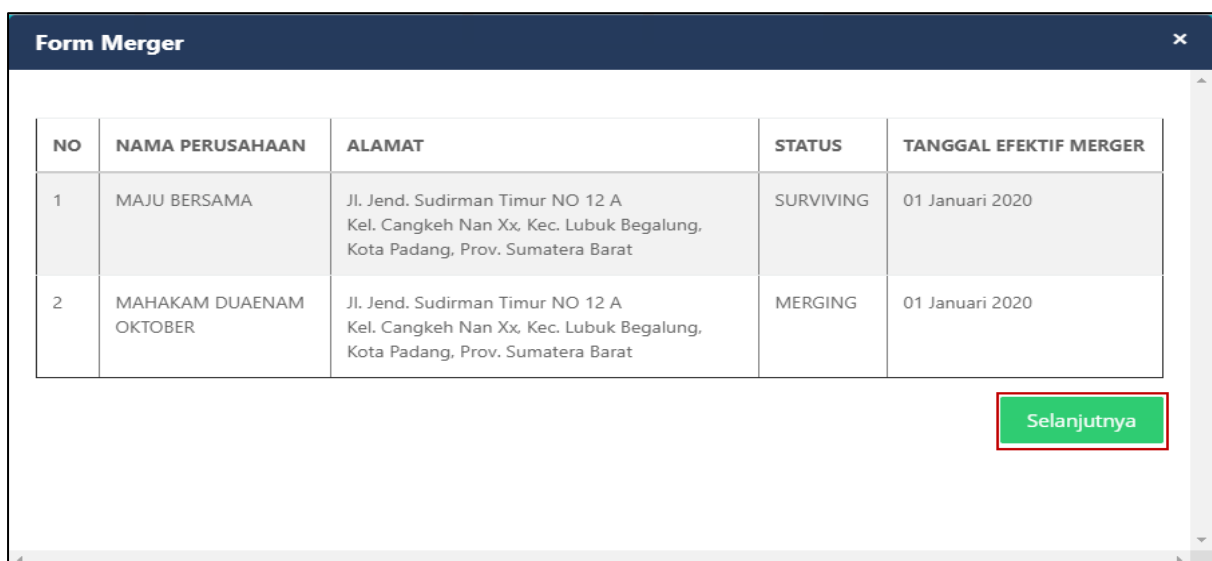 Form Merger ×
NO NAMA PERUSAHAAN ALAMAT STATUS TANGGAL EFEKTIF MERGER
1 MAJU BERSAMA Jl. Jend. Sudirman Timur NO 12 A SURVIVING 01 Januari 2020
Kel. Cangkeh Nan Xx, Kec. Lubuk Begalung,
Kota Padang, Prov. Sumatera Barat
2 MAHAKAM DUAENAM Jl. Jend. Sudirman Timur NO 12 A MERGING 01 Januari 2020
OKTOBER Kel. Cangkeh Nan Xx, Kec. Lubuk Begalung,
Kota Padang, Prov. Sumatera Barat
Selanjutnya